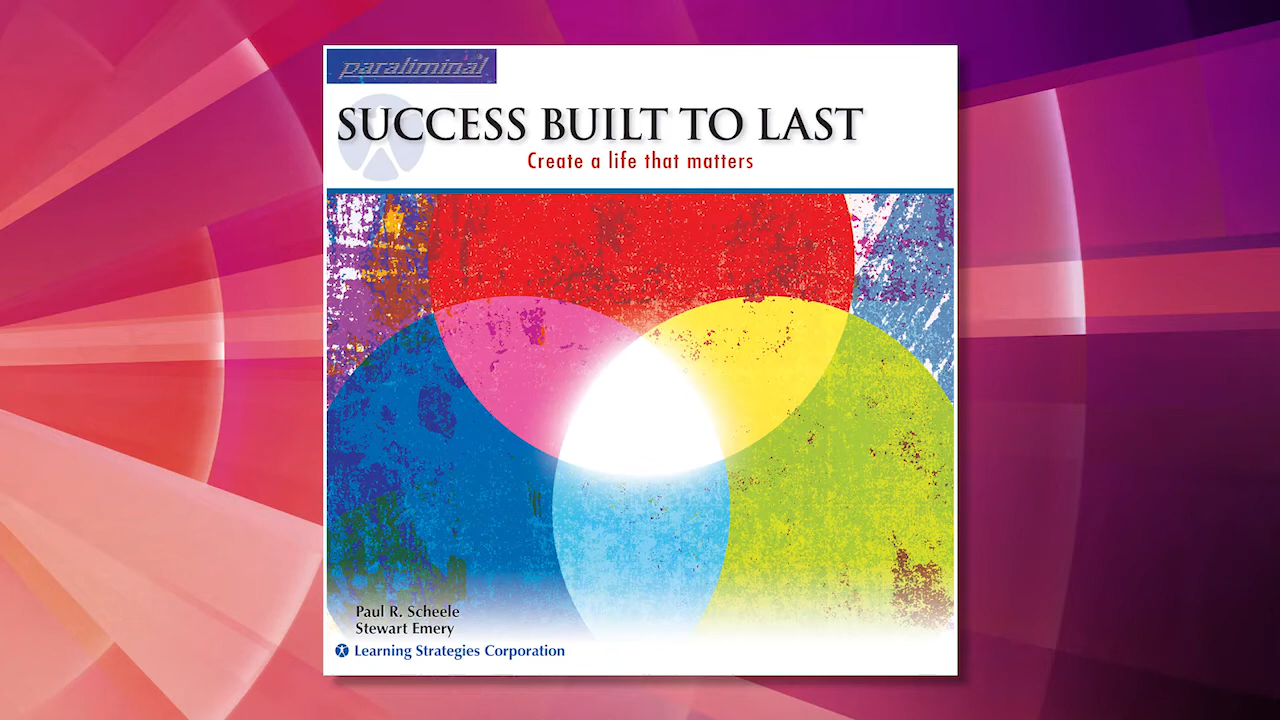 paraliminal
SUCCESS BUILT TO LAST
Create a life that matters
Paul R. Scheele
Stewart Emery
Learning Strategies Corporation